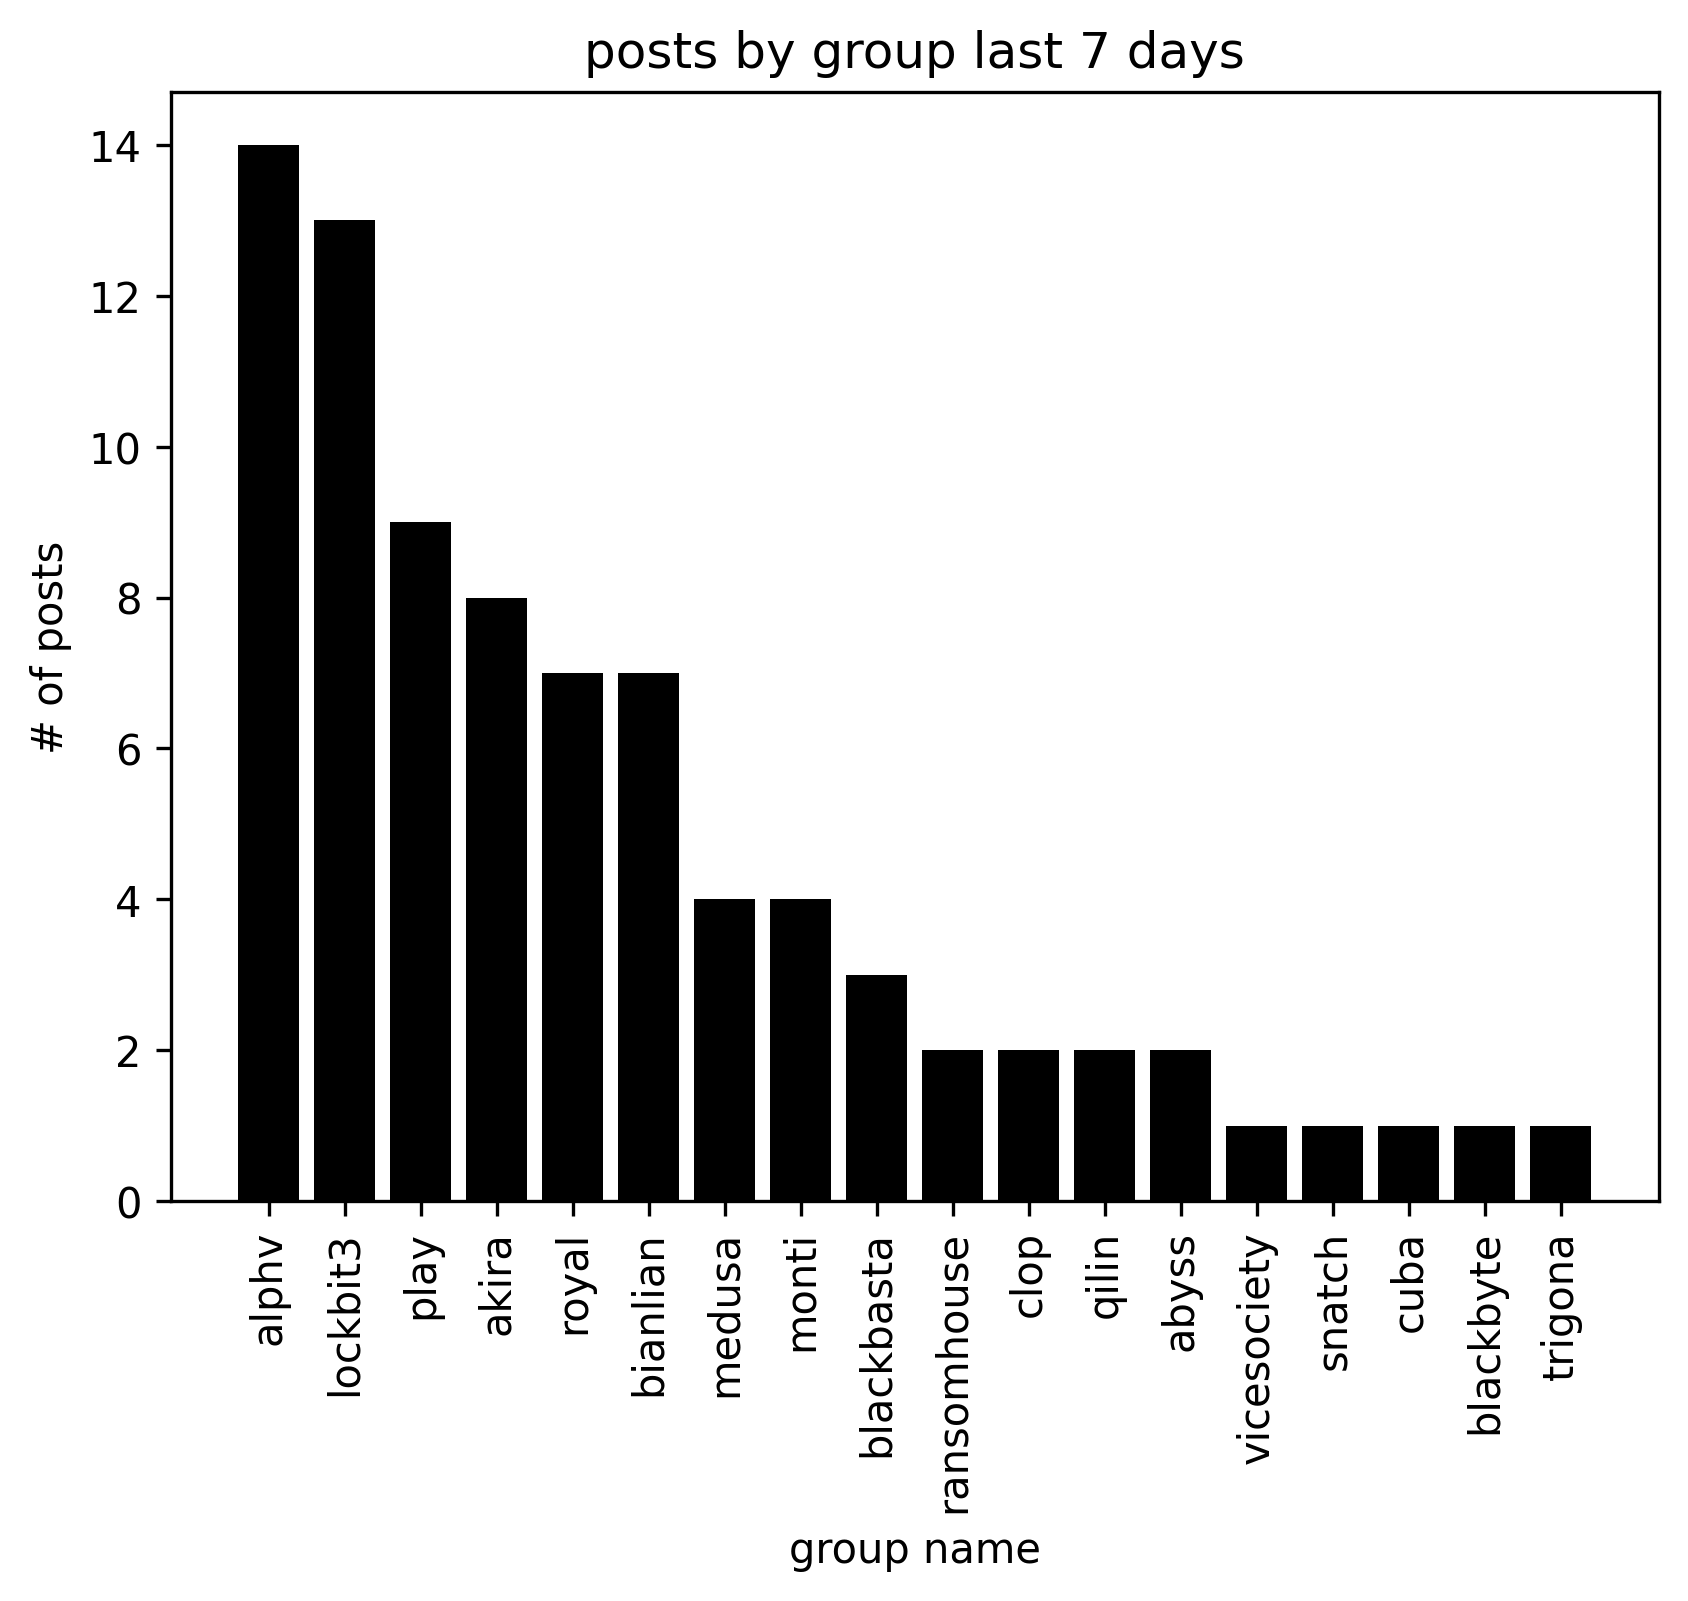 posts by group last 7 days
# of posts
14
12
10
8
6
4
2
0
alphv
lockbit3
play
akira
royal
bianlian
medusa
monti
blackbasta
ransomhouse
clop
qilin
abyss
vicesociety
snatch
cuba
blackbyte
trigona
group name